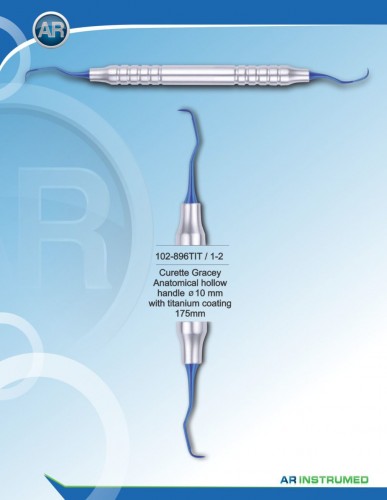 AR
R
102-896TIT / 1-2
Curette Gracey
Anatomical hollow
handle ø 10 mm
with titanium coating
175mm
AR INSTRUMED